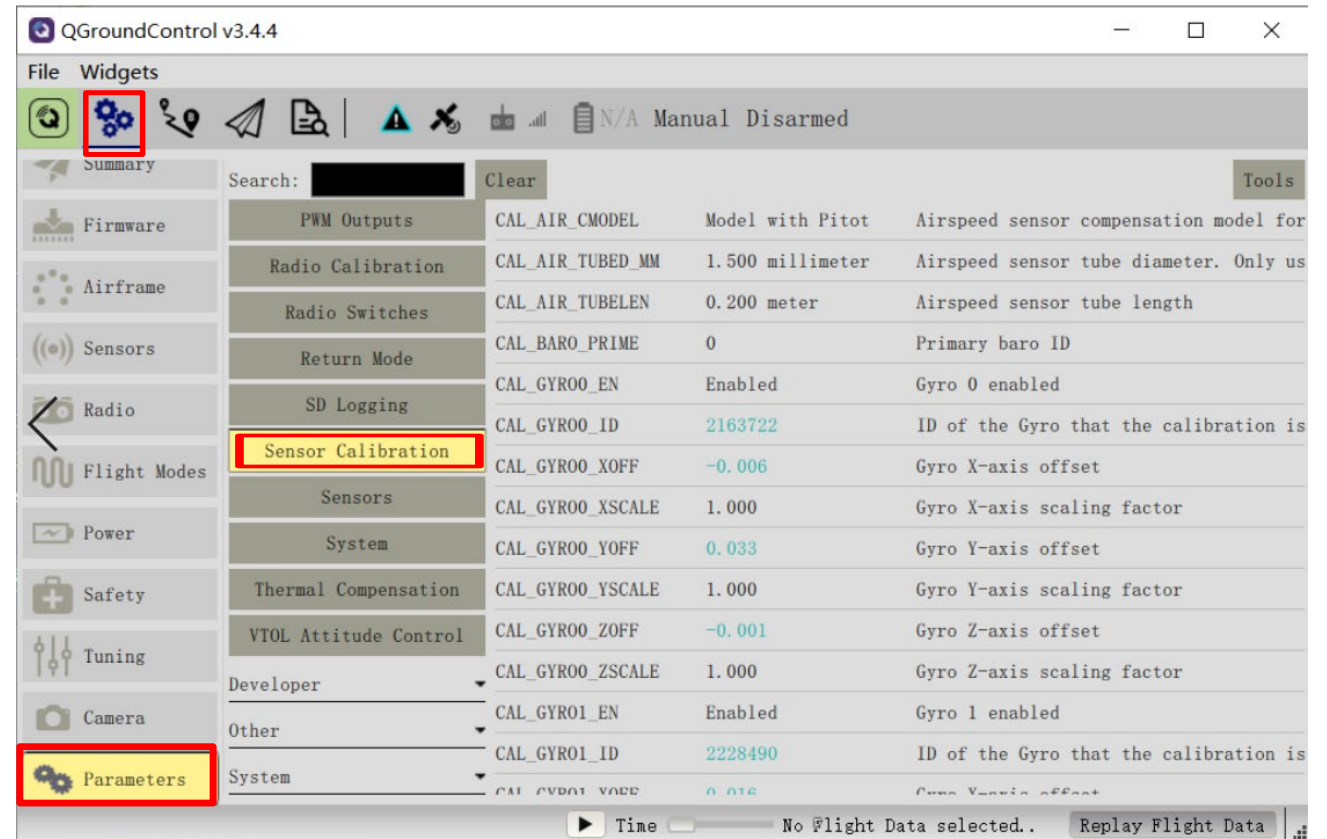 QGroundControl v3.4.4
File Widgets
N/A Manual Disarmed
Summary
Firmware
Airframe
Sensors
Radio
Flight Modes
Power
Safety
Tuning
Camera
Parameters
Search:
Clear
Tools
PWM Outputs
Radio Calibration
Radio Switches
Return Mode
SD Logging
Sensor Calibration
Sensors
System
Thermal Compensation
VTOL Attitude Control
Developer
Other
System
CAL_AIR_CMODEL Model with Pitot Airspeed sensor compensation model for
CAL_AIR_TUBED_MM 1.500 millimeter Airspeed sensor tube diameter. Only us
CAL_AIR_TUBELEN 0.200 meter Airspeed sensor tube length
CAL_BARO_PRIME 0 Primary baro ID
CAL_GYRO0_EN Enabled Gyro 0 enabled
CAL_GYRO0_ID 2163722 ID of the Gyro that the calibration is
CAL_GYRO0_XOFF -0.006 Gyro X-axis offset
CAL_GYRO0_XSCALE 1.000 Gyro X-axis scaling factor
CAL_GYRO0_YOFF 0.033 Gyro Y-axis offset
CAL_GYRO0_YSCALE 1.000 Gyro Y-axis scaling factor
CAL_GYRO0_ZOFF -0.001 Gyro Z-axis offset
CAL_GYRO0_ZSCALE 1.000 Gyro Z-axis scaling factor
CAL_GYRO1_EN Enabled Gyro 1 enabled
CAL_GYRO1_ID 2228490 ID of the Gyro that the calibration is
CAL_GYRO1_XOFF 0.016 Gyro X-axis offset
Time No Flight Data selected.. Replay Flight Data